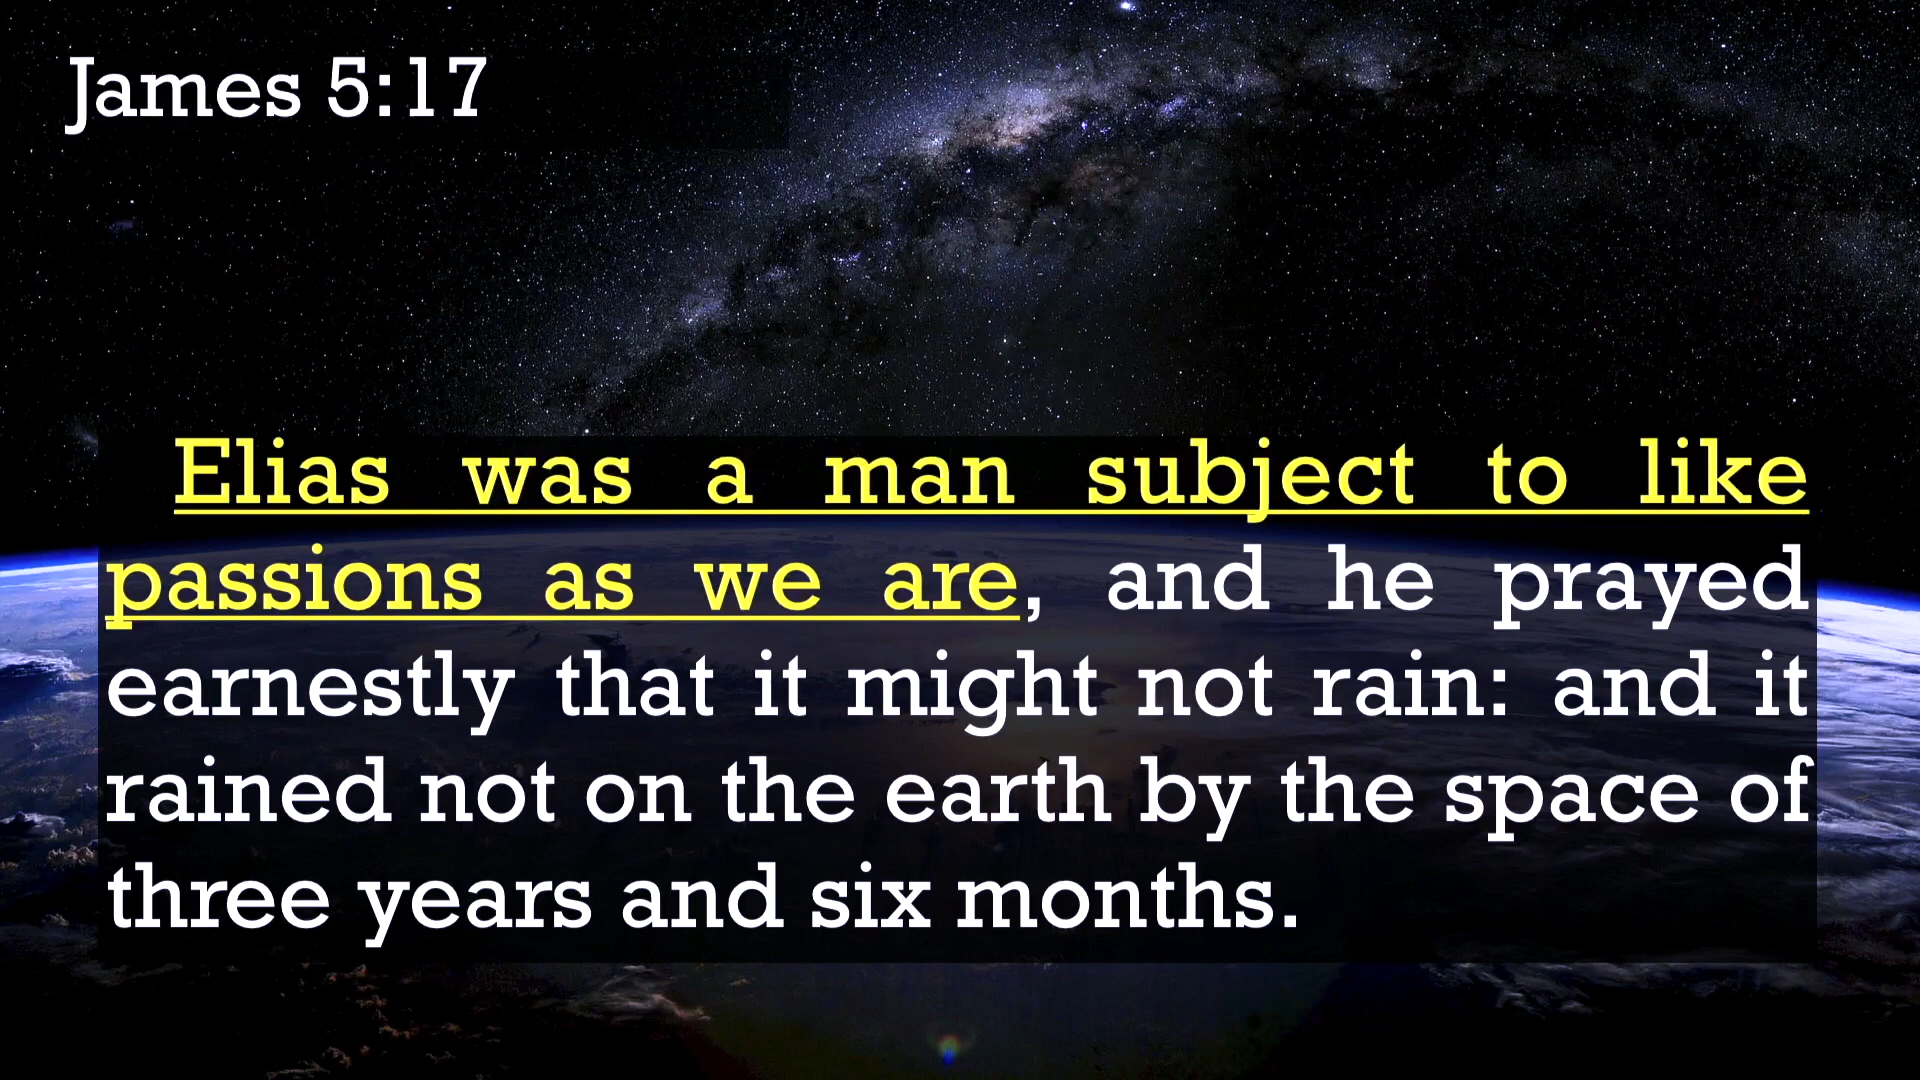 James 5:17
Elias was a man subject to like
passions as we are, and he prayed
earnestly that it might not rain: and it
rained not on the earth by the space of
three years and six months.